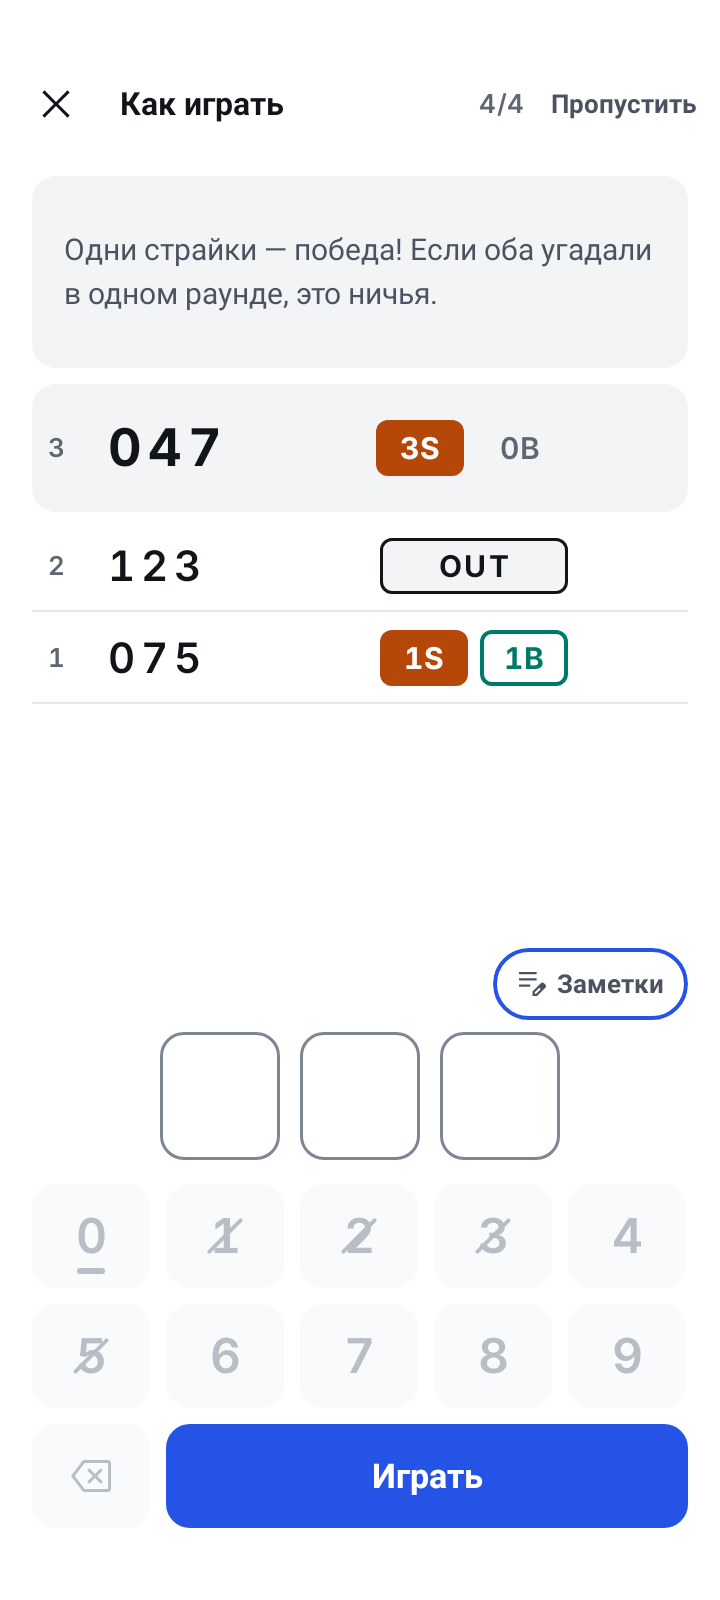 Как играть
4/4 Пропустить
Одни страйки — победа! Если оба угадали
в одном раунде, это ничья.
3 047 3S 0B
2 123 OUT
1 075 1S 1B
Заметки
0 1 2 3 4
5 6 7 8 9
Играть